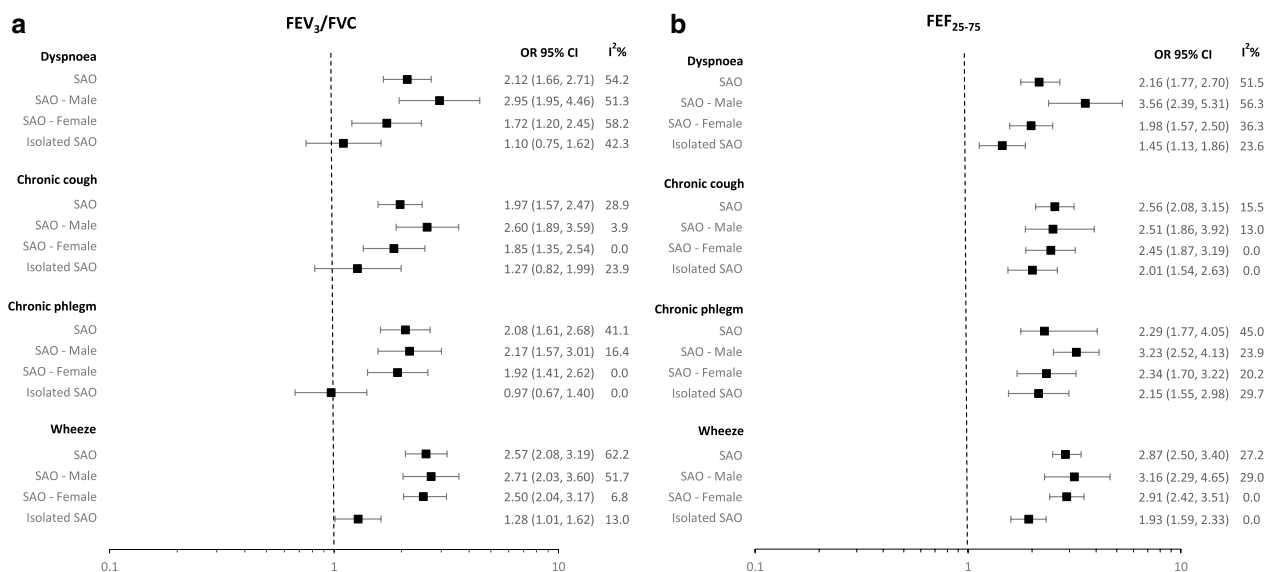 a
FEV3/FVC
OR 95% CI I2%
Dyspnoea
SAO 2.12 (1.66, 2.71) 54.2
SAO - Male 2.95 (1.95, 4.46) 51.3
SAO - Female 1.72 (1.20, 2.45) 58.2
Isolated SAO 1.10 (0.75, 1.62) 42.3
Chronic cough
SAO 1.97 (1.57, 2.47) 28.9
SAO - Male 2.60 (1.89, 3.59) 3.9
SAO - Female 1.85 (1.35, 2.54) 0.0
Isolated SAO 1.27 (0.82, 1.99) 23.9
Chronic phlegm
SAO 2.08 (1.61, 2.68) 41.1
SAO - Male 2.17 (1.57, 3.01) 16.4
SAO - Female 1.92 (1.41, 2.62) 0.0
Isolated SAO 0.97 (0.67, 1.40) 0.0
Wheeze
SAO 2.57 (2.08, 3.19) 62.2
SAO - Male 2.71 (2.03, 3.60) 51.7
SAO - Female 2.50 (2.04, 3.17) 6.8
Isolated SAO 1.28 (1.01, 1.62) 13.0
0.1 1 10
b
FEF25-75
OR 95% CI I2%
Dyspnoea
SAO 2.16 (1.77, 2.70) 51.5
SAO - Male 3.56 (2.39, 5.31) 56.3
SAO - Female 1.98 (1.57, 2.50) 36.3
Isolated SAO 1.45 (1.13, 1.86) 23.6
Chronic cough
SAO 2.56 (2.08, 3.15) 15.5
SAO - Male 2.51 (1.86, 3.92) 13.0
SAO - Female 2.45 (1.87, 3.19) 0.0
Isolated SAO 2.01 (1.54, 2.63) 0.0
Chronic phlegm
SAO 2.29 (1.77, 4.05) 45.0
SAO - Male 3.23 (2.52, 4.13) 23.9
SAO - Female 2.34 (1.70, 3.22) 20.2
Isolated SAO 2.15 (1.55, 2.98) 29.7
Wheeze
SAO 2.87 (2.50, 3.40) 27.2
SAO - Male 3.16 (2.29, 4.65) 29.0
SAO - Female 2.91 (2.42, 3.51) 0.0
Isolated SAO 1.93 (1.59, 2.33) 0.0
0.1 1 10